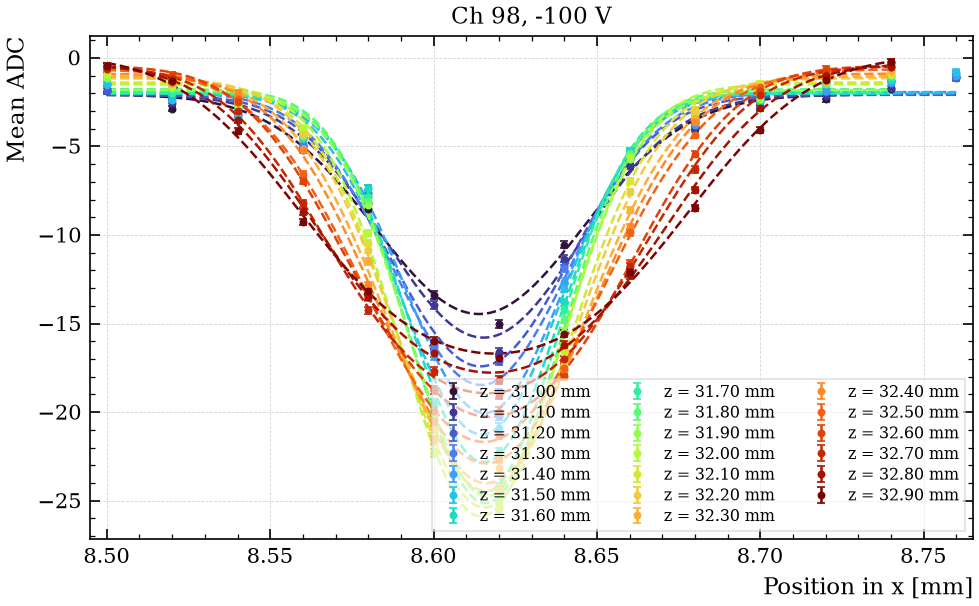 Ch 98, -100 V
Mean ADC
0
−5
−10
−15
−20
−25
z = 31.00 mm
z = 31.10 mm
z = 31.20 mm
z = 31.30 mm
z = 31.40 mm
z = 31.50 mm
z = 31.60 mm
z = 31.70 mm
z = 31.80 mm
z = 31.90 mm
z = 32.00 mm
z = 32.10 mm
z = 32.20 mm
z = 32.30 mm
z = 32.40 mm
z = 32.50 mm
z = 32.60 mm
z = 32.70 mm
z = 32.80 mm
z = 32.90 mm
8.50 8.55 8.60 8.65 8.70 8.75
Position in x [mm]